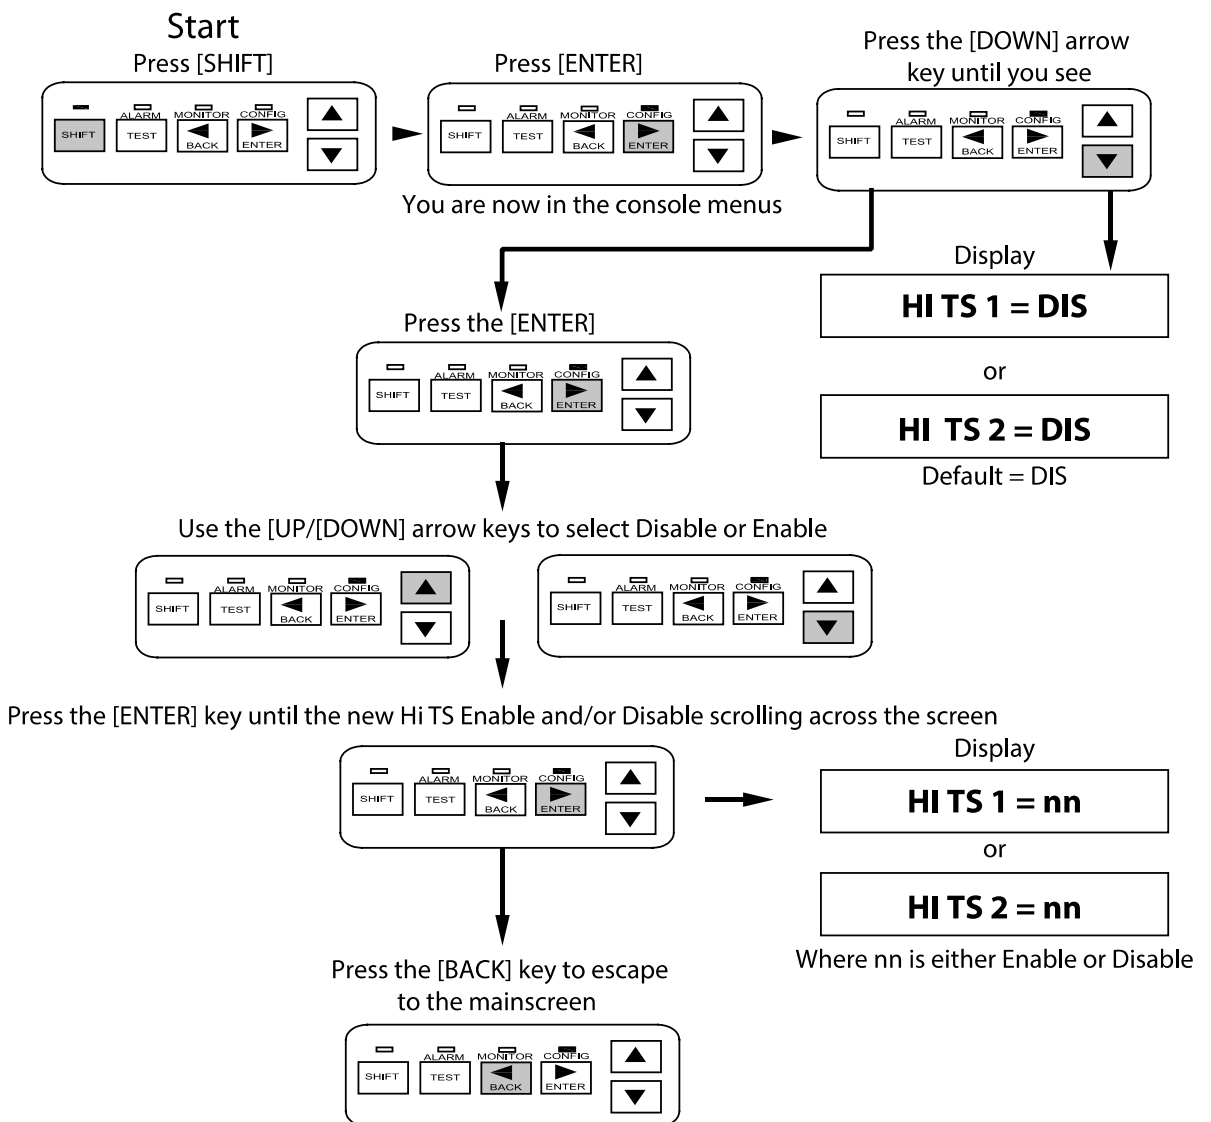 Start
Press [SHIFT]
SHIFT
ALARM
TEST
MONITOR
BACK
CONFIG
ENTER
Press [ENTER]
SHIFT
ALARM
TEST
MONITOR
BACK
CONFIG
ENTER
You are now in the console menus
Press the [DOWN] arrow
key until you see
SHIFT
ALARM
TEST
MONITOR
BACK
CONFIG
ENTER
Display
HI TS 1 = DIS
or
HI TS 2 = DIS
Default = DIS
Press the [ENTER]
SHIFT
ALARM
TEST
MONITOR
BACK
CONFIG
ENTER
Use the [UP/[DOWN] arrow keys to select Disable or Enable
SHIFT
ALARM
TEST
MONITOR
BACK
CONFIG
ENTER
SHIFT
ALARM
TEST
MONITOR
BACK
CONFIG
ENTER
Press the [ENTER] key until the new Hi TS Enable and/or Disable scrolling across the screen
SHIFT
ALARM
TEST
MONITOR
BACK
CONFIG
ENTER
Display
HI TS 1 = nn
or
HI TS 2 = nn
Where nn is either Enable or Disable
Press the [BACK] key to escape
to the mainscreen
SHIFT
ALARM
TEST
MONITOR
BACK
CONFIG
ENTER